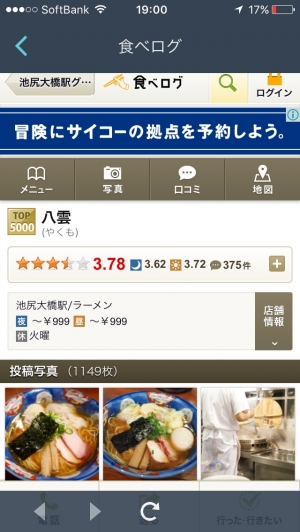 SoftBank 19:00 17%
食べログ
池尻大橋駅グ… 食べログ ログイン
冒険にサイコーの拠点を予約しよう。
メニュー 写真 口コミ 地図
TOP 5000 八雲
(やくも)
3.78 3.62 3.72 375件
池尻大橋駅/ラーメン
夜 ～￥999 昼 ～￥999
休 火曜
店舗情報
投稿写真 (1149枚)
電話
行った・行きたい